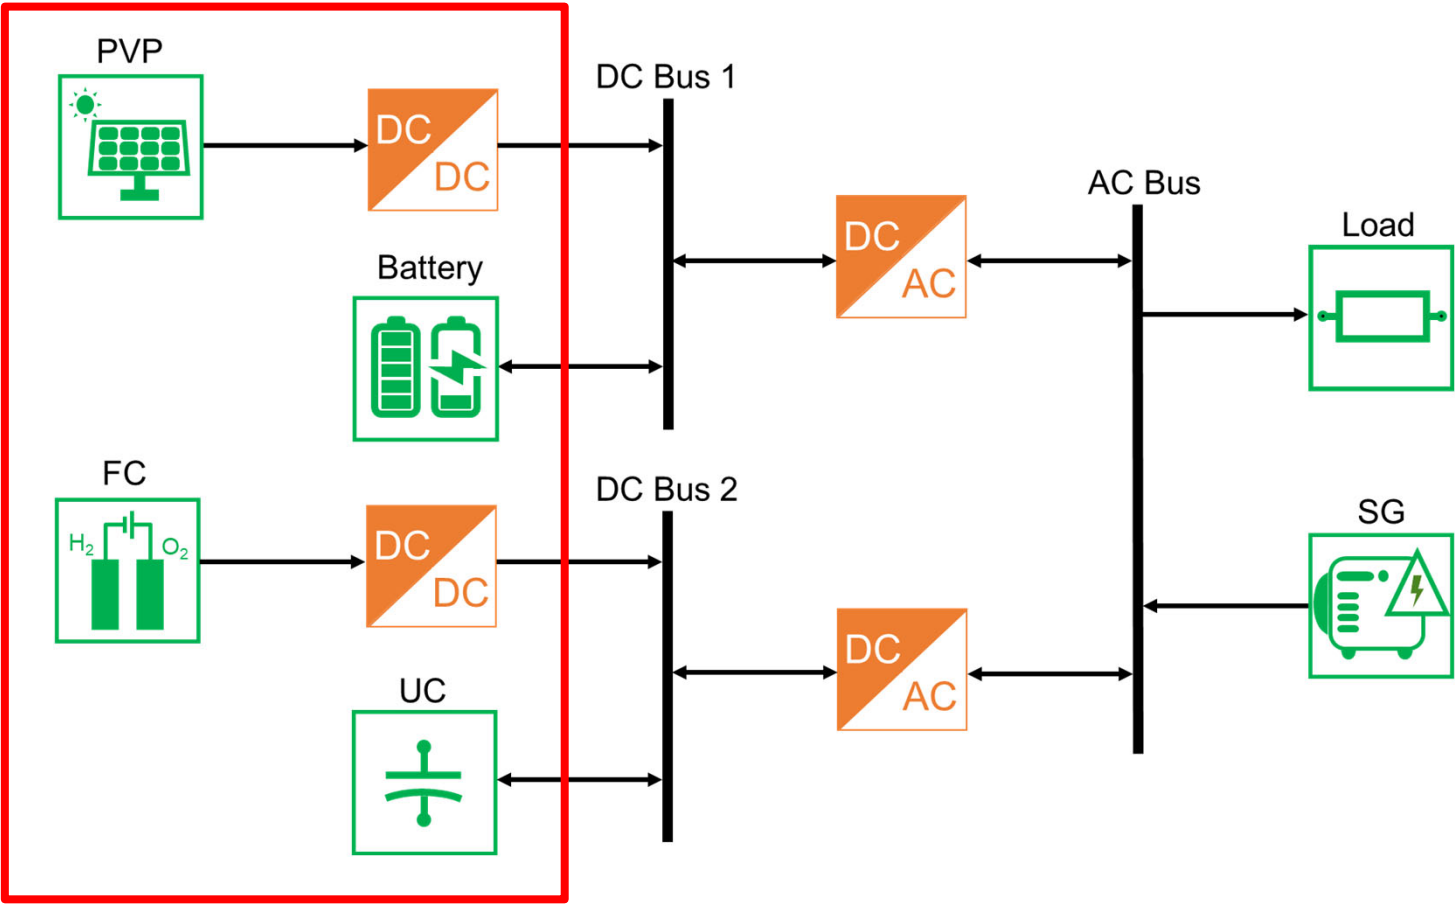 PVP
DC
DC
DC Bus 1
Battery
DC
AC
AC Bus
Load
FC
H₂
O₂
DC
DC
DC Bus 2
UC
DC
AC
SG